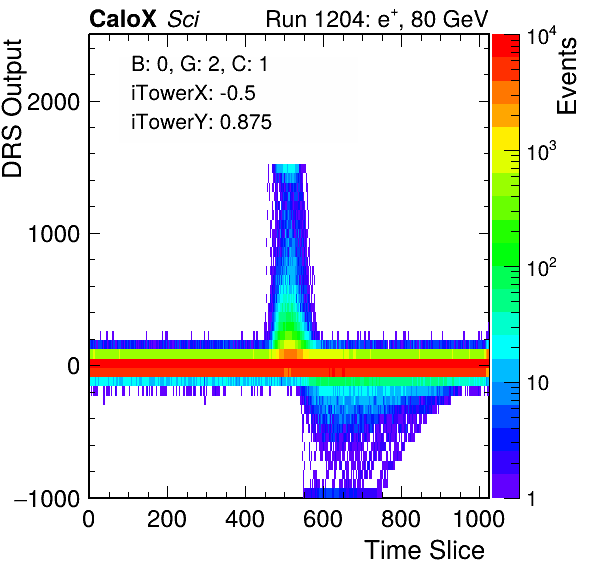 CaloX Sci Run 1204: e⁺, 80 GeV
B: 0, G: 2, C: 1
iTowerX: -0.5
iTowerY: 0.875
DRS Output
2000
1000
0
−1000
0 200 400 600 800 1000
Time Slice
Events
10⁴
10³
10²
10
1